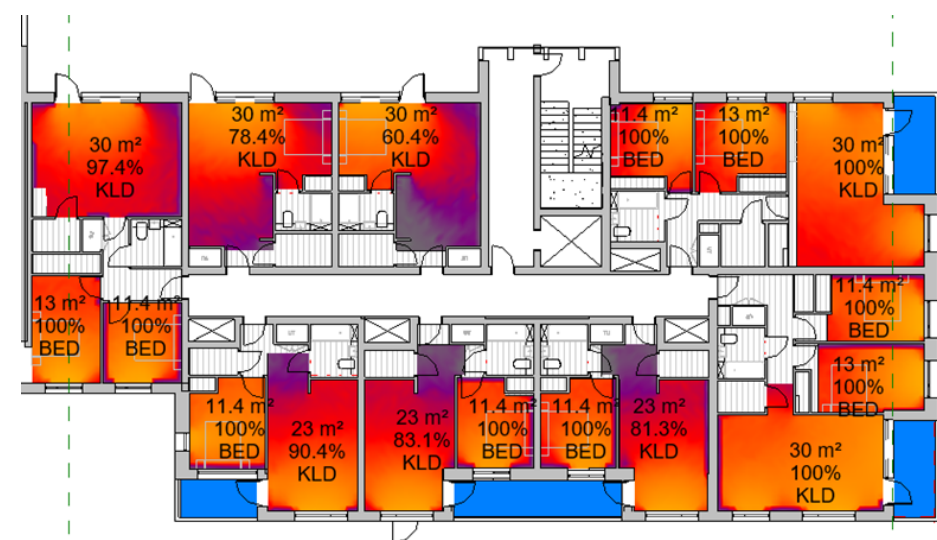 30 m²
97.4%
KLD
30 m²
78.4%
KLD
30 m²
60.4%
KLD
11.4 m²
100%
BED
13 m²
100%
BED
30 m²
100%
KLD
13 m²
100%
BED
11.4 m²
100%
BED
11.4 m²
100%
BED
13 m²
100%
BED
11.4 m²
100%
BED
23 m²
90.4%
KLD
23 m²
83.1%
KLD
11.4 m²
100%
BED
11.4 m²
100%
BED
23 m²
81.3%
KLD
30 m²
100%
KLD